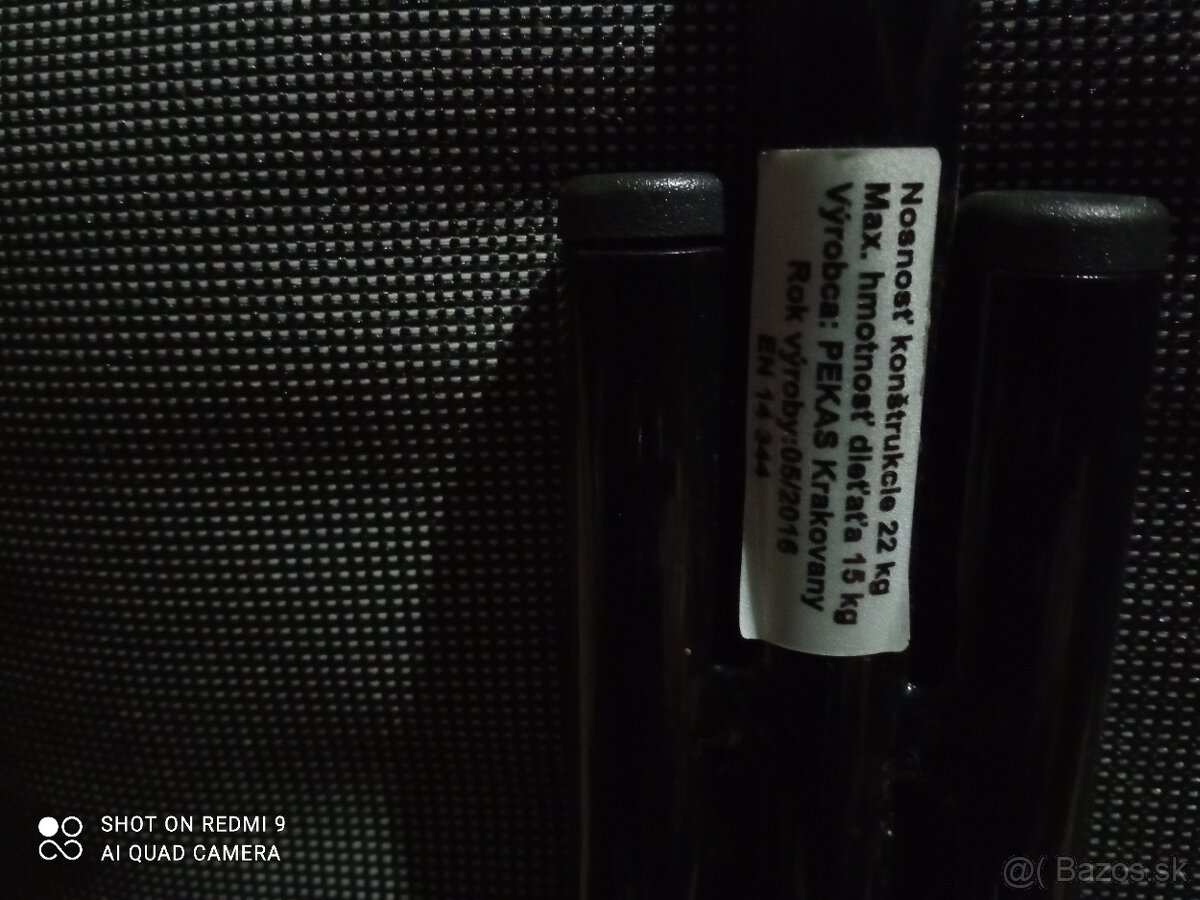 Nosnosť konštrukcie 22 kg
Max. hmotnosť dieťaťa 15 kg
Výrobca: PEKAS Krakovany
Rok výroby:05/2016
EN 14 344
SHOT ON REDMI 9
AI QUAD CAMERA
@( Bazos.sk